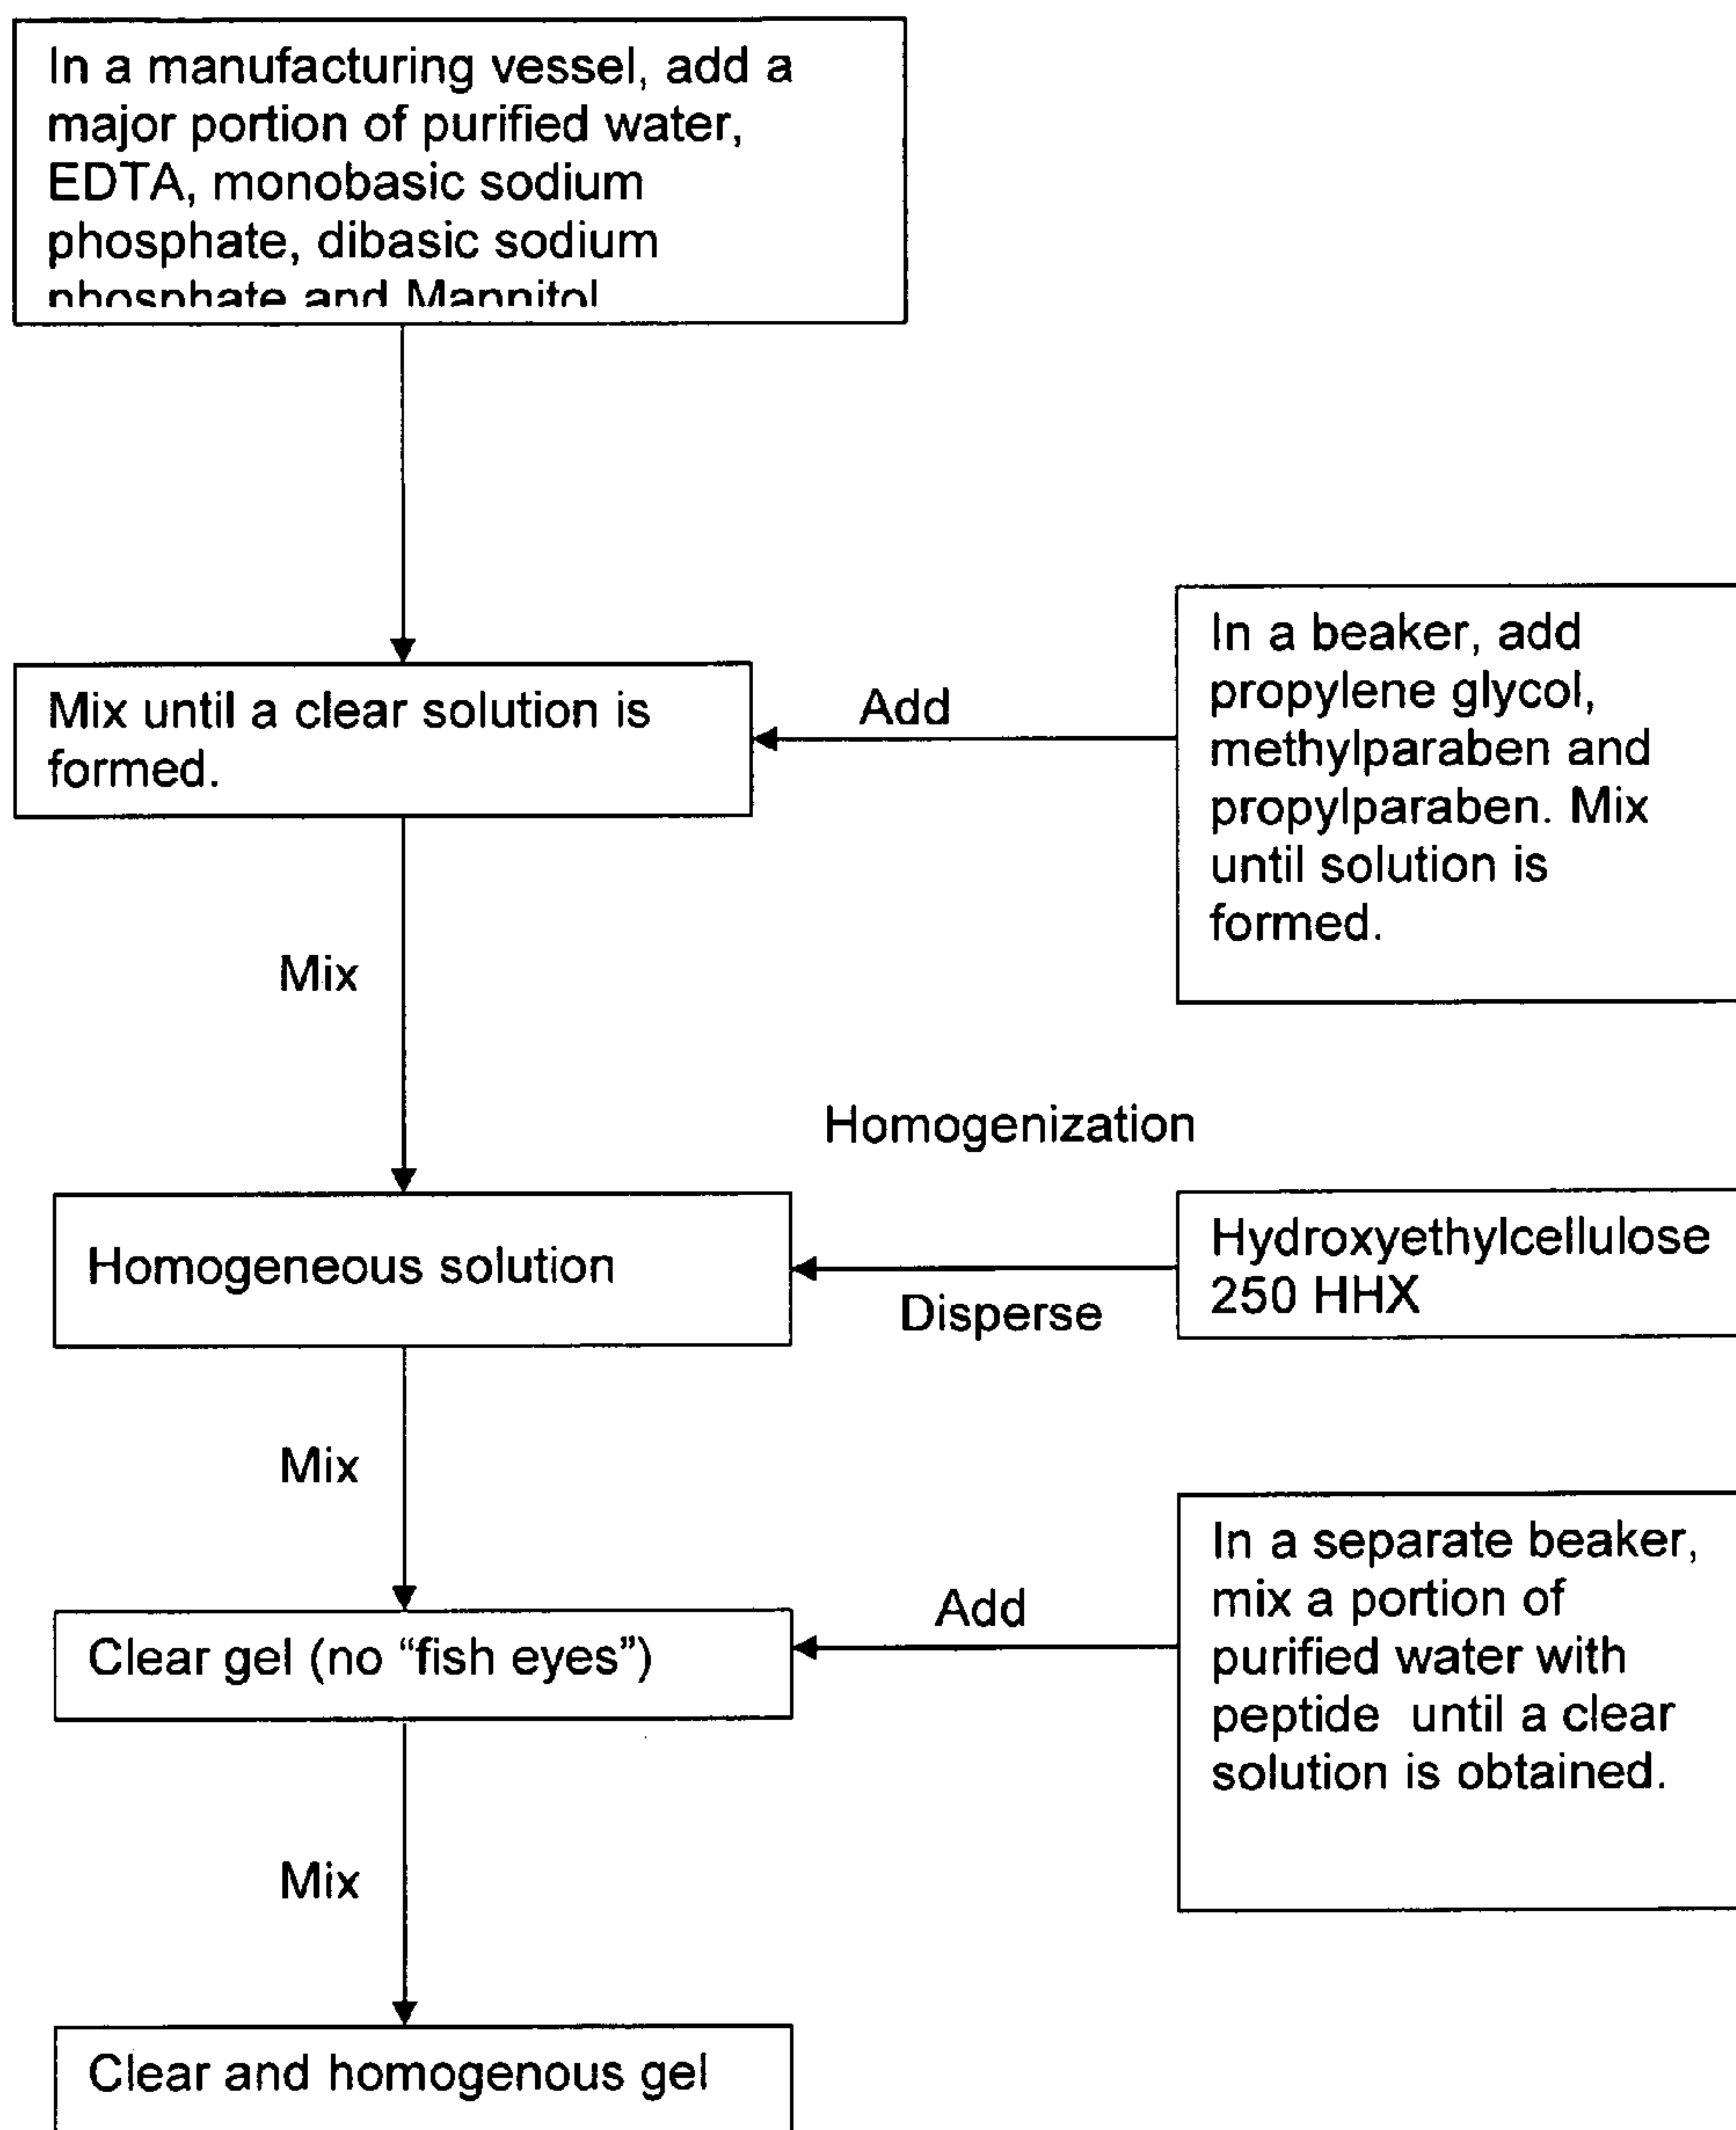 In a manufacturing vessel, add a
major portion of purified water,
EDTA, monobasic sodium
phosphate, dibasic sodium
phosphate and Mannitol
Mix until a clear solution is
formed.
Add
In a beaker, add
propylene glycol,
methylparaben and
propylparaben. Mix
until solution is
formed.
Mix
Homogenization
Homogeneous solution
Disperse
Hydroxyethylcellulose
250 HHX
Mix
Clear gel (no “fish eyes”)
Add
In a separate beaker,
mix a portion of
purified water with
peptide  until a clear
solution is obtained.
Mix
Clear and homogenous gel